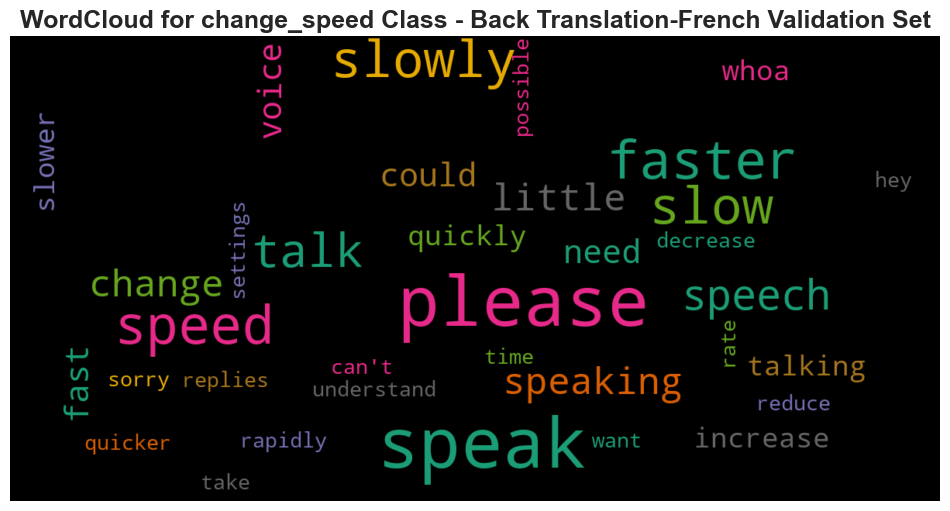 WordCloud for change_speed Class - Back Translation-French Validation Set
slowly
voice
possible
whoa
slower
faster
could
little
hey
slow
settings
talk
quickly
need
decrease
change
please
speech
speed
fast
sorry
replies
can't
understand
time
speaking
rate
talking
reduce
quicker
rapidly
speak
want
increase
take